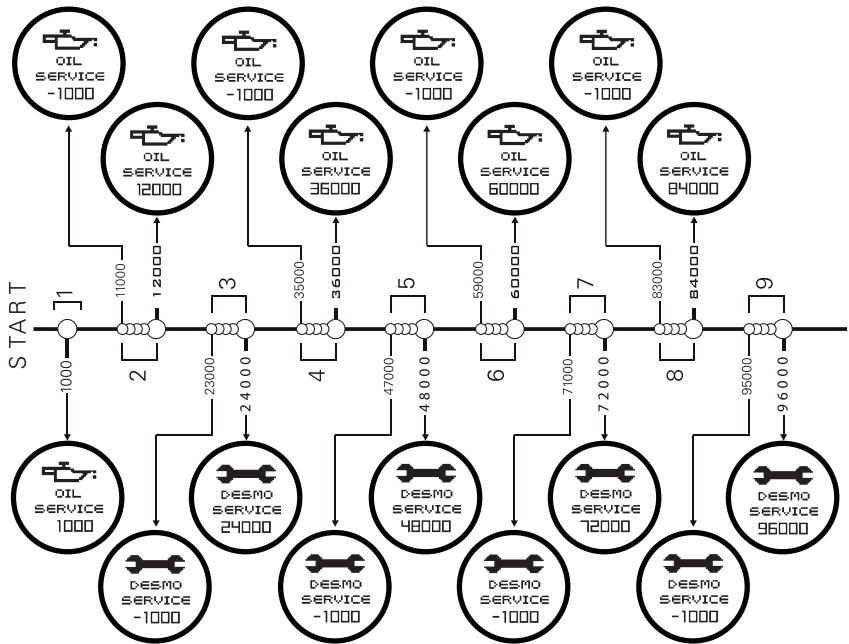 OIL
SERVICE
-1000
OIL
SERVICE
-1000
OIL
SERVICE
-1000
OIL
SERVICE
-1000
OIL
SERVICE
12000
OIL
SERVICE
36000
OIL
SERVICE
60000
OIL
SERVICE
84000
START
1
11000
12000
3
35000
36000
5
59000
60000
7
83000
84000
9
1000
2
23000
24000
4
47000
48000
6
71000
72000
8
95000
96000
OIL
SERVICE
1000
DESMO
SERVICE
24000
DESMO
SERVICE
48000
DESMO
SERVICE
72000
DESMO
SERVICE
96000
DESMO
SERVICE
-1000
DESMO
SERVICE
-1000
DESMO
SERVICE
-1000
DESMO
SERVICE
-1000